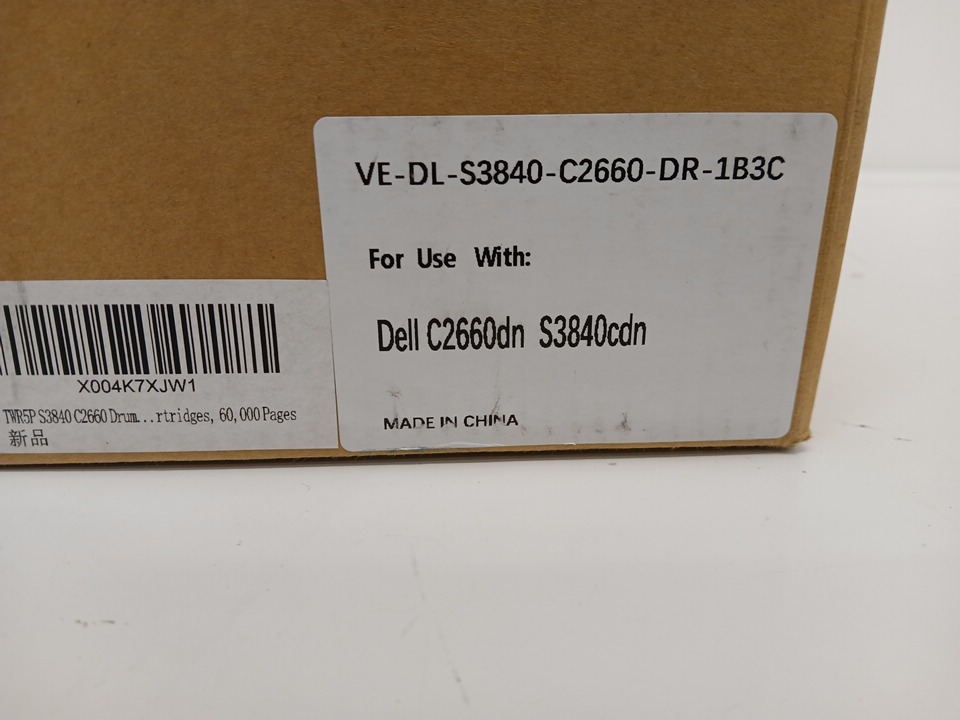 VE-DL-S3840-C2660-DR-1B3C
For Use With:
Dell C2660dn S3840cdn
MADE IN CHINA
X004K7XJW1
TWR5P S3840 C2660 Drum...rtridges, 60,000 Pages
新品